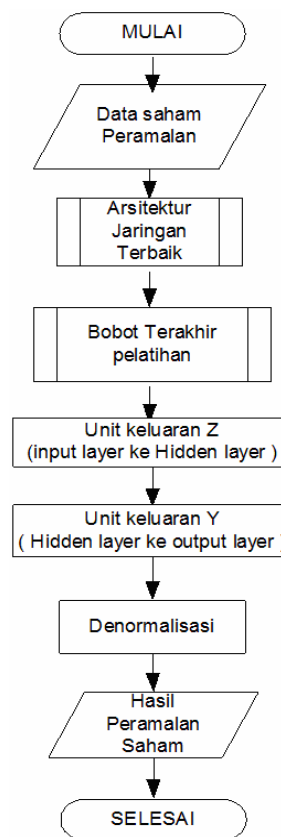 MULAI
Data saham
Peramalan
Arsitektur
Jaringan
Terbaik
Bobot Terakhir
pelatihan
Unit keluaran Z
(input layer ke Hidden layer )
Unit keluaran Y
( Hidden layer ke output layer )
Denormalisasi
Hasil
Peramalan
Saham
SELESAI